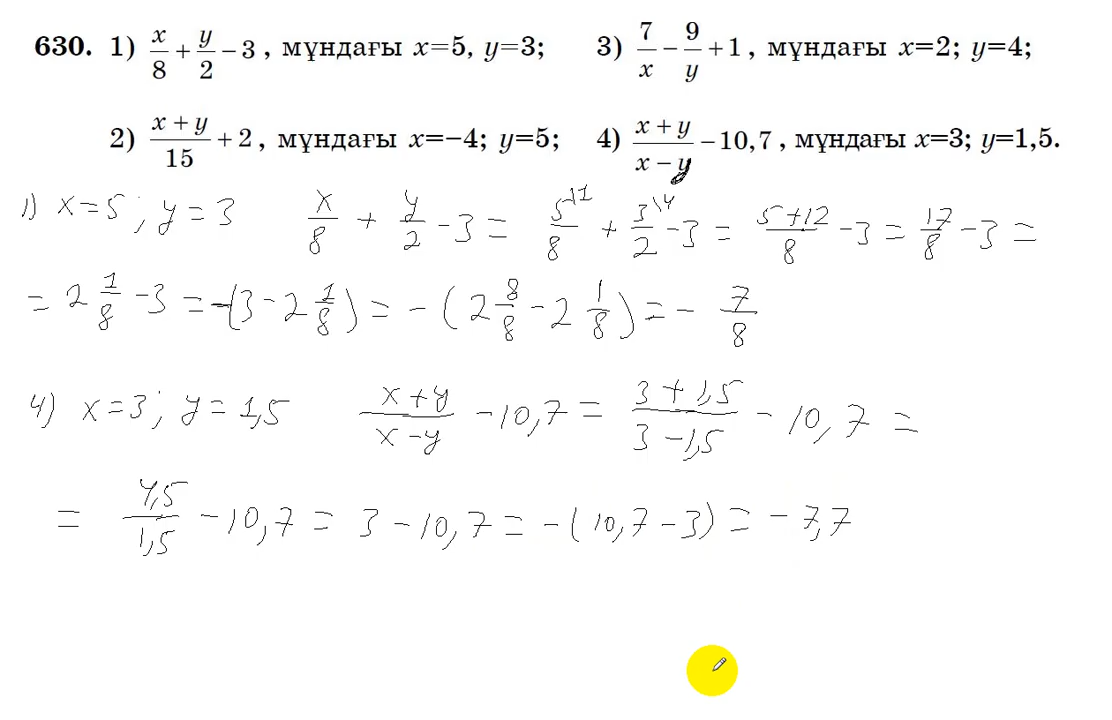 630. 1) x/8 + y/2 − 3, мұндағы x=5, y=3; 3) 7/x − 9/y + 1, мұндағы x=2; y=4;
2) (x + y)/15 + 2, мұндағы x=−4; y=5; 4) (x + y)/(x − y) − 10,7, мұндағы x=3; y=1,5.
1) x=5; y=3 x/8 + y/2 − 3 = 5\1/8 + 3\4/2 − 3 = (5+12)/8 − 3 = 17/8 − 3 =
= 2 1/8 − 3 = −(3 − 2 1/8) = −(2 8/8 − 2 1/8) = − 7/8
4) x=3; y=1,5 (x+y)/(x−y) − 10,7 = (3 + 1,5)/(3 − 1,5) − 10,7 =
= 4,5/1,5 − 10,7 = 3 − 10,7 = −(10,7 − 3) = −7,7